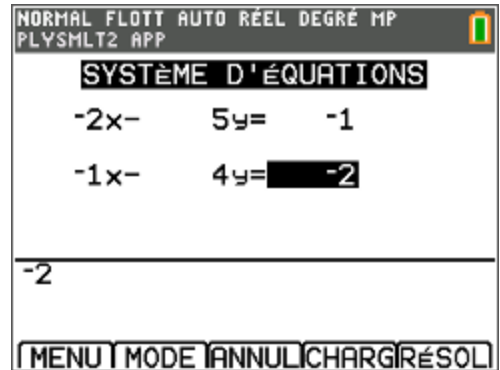 NORMAL FLOTT AUTO RÉEL DEGRÉ MP
PLYSMLT2 APP
SYSTÈME D'ÉQUATIONS
-2x- 5y= -1
-1x- 4y= -2
-2
MENU MODE ANNUL CHARG RÉSOL